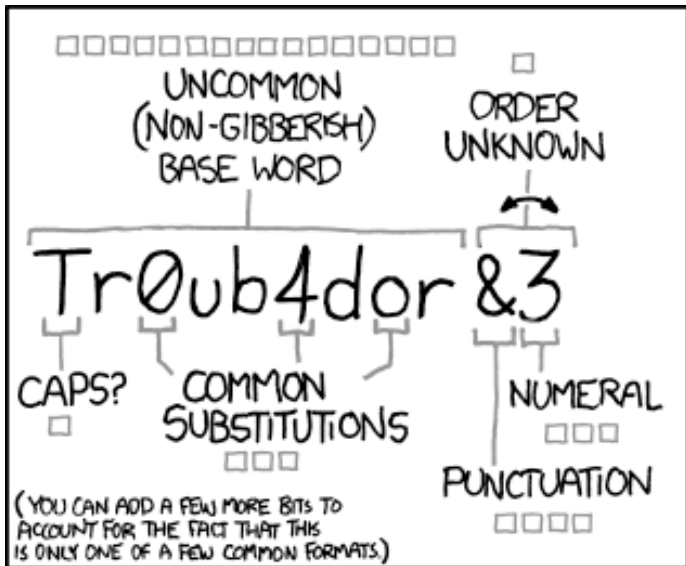 UNCOMMON
(NON-GIBBERISH)
BASE WORD
ORDER
UNKNOWN
Tr0ub4dor &3
CAPS?
COMMON
SUBSTITUTIONS
NUMERAL
PUNCTUATION
(YOU CAN ADD A FEW MORE BITS TO
ACCOUNT FOR THE FACT THAT THIS
IS ONLY ONE OF A FEW COMMON FORMATS.)